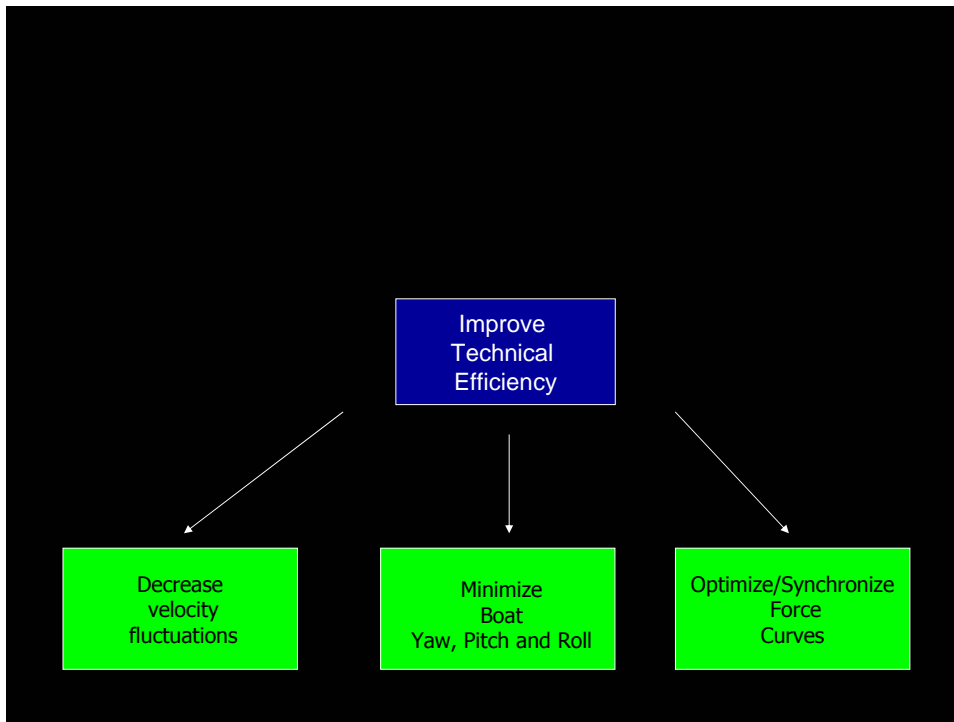 Improve
Technical
Efficiency
Decrease
velocity
fluctuations
Minimize
Boat
Yaw, Pitch and Roll
Optimize/Synchronize
Force
Curves